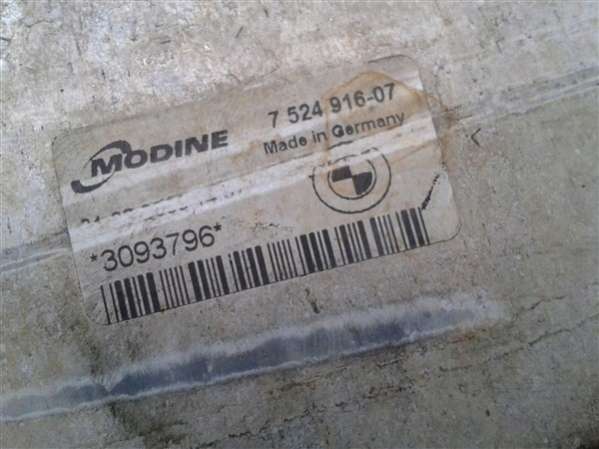 MODINE
7 524 916-07
Made in Germany
*3093796*